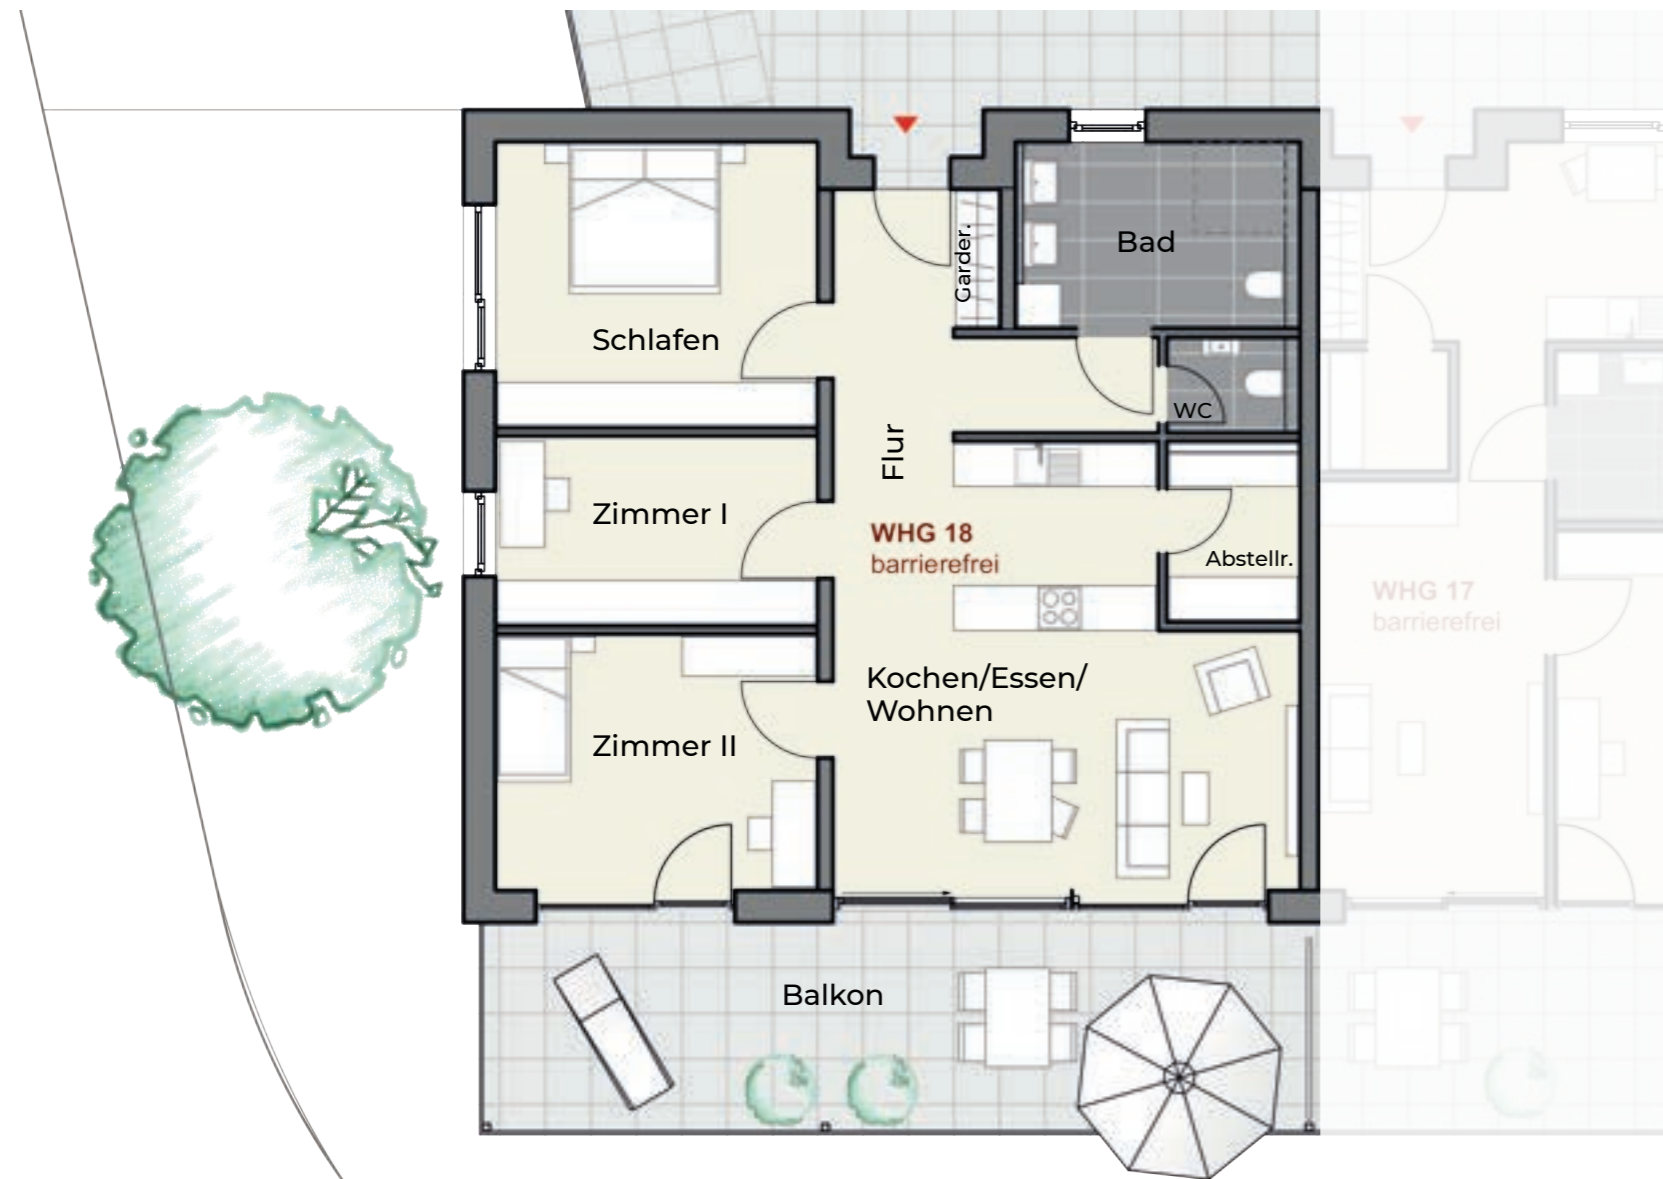 Garder.
Bad
Schlafen
WC
Flur
Zimmer I
WHG 18
barrierefrei
Abstellr.
WHG 17
barrierefrei
Kochen/Essen/
Wohnen
Zimmer II
Balkon